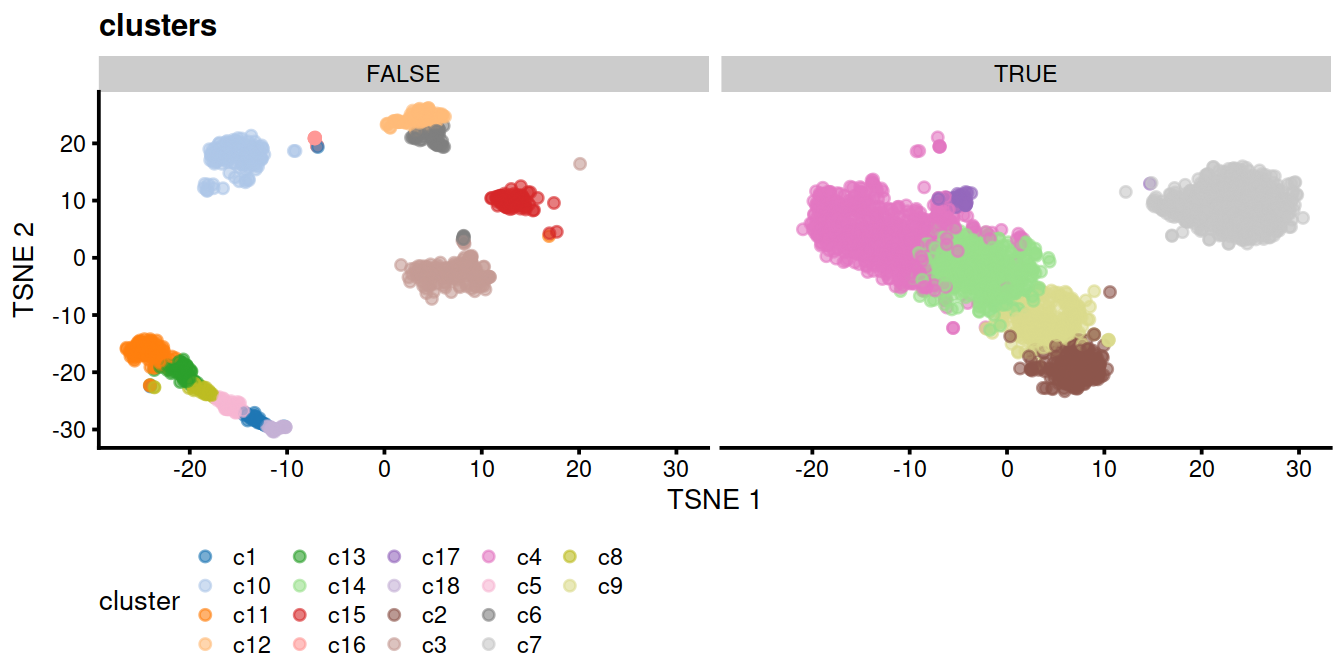 clusters
FALSE TRUE
20
10
0
-10
-20
-30
TSNE 2
-20 -10 0 10 20 30 -20 -10 0 10 20 30
TSNE 1
cluster
c1 c13 c17 c4 c8
c10 c14 c18 c5 c9
c11 c15 c2 c6
c12 c16 c3 c7